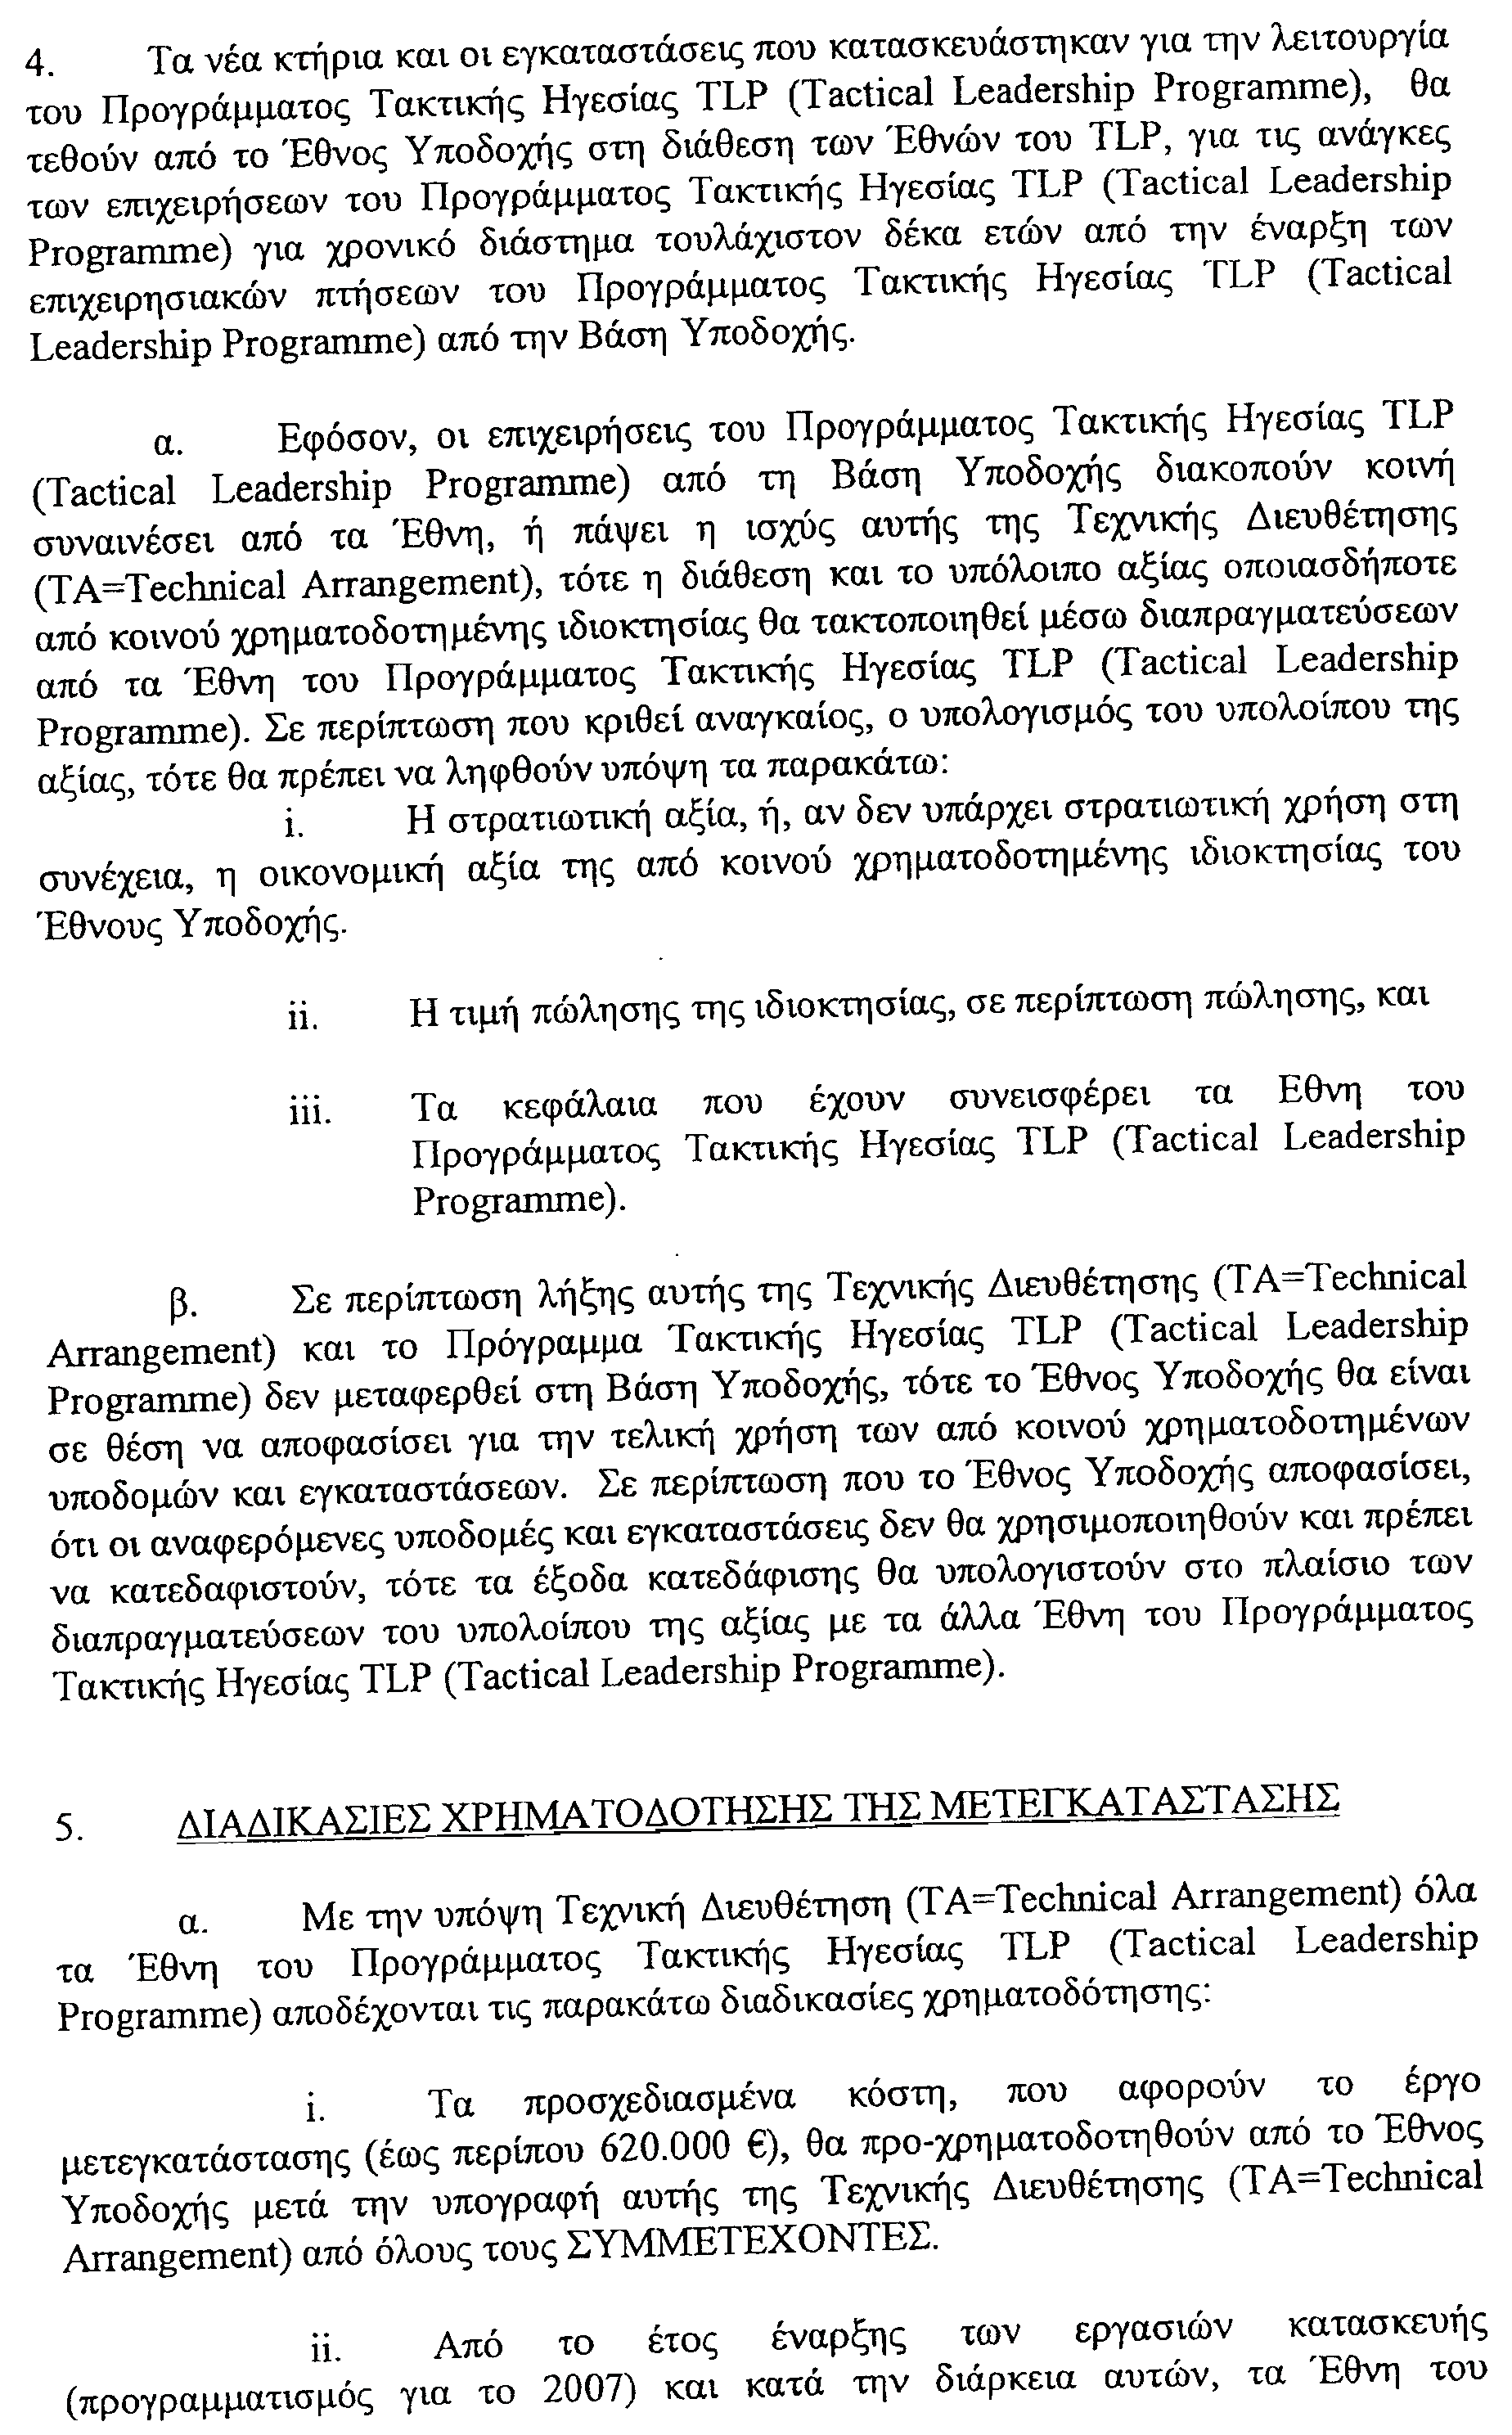 4. Τα νέα κτήρια και οι εγκαταστάσεις που κατασκευάστηκαν για την λειτουργία
του Προγράμματος Τακτικής Ηγεσίας TLP (Tactical Leadership Programme), θα
τεθούν από το Έθνος Υποδοχής στη διάθεση των Έθνών του TLP, για τις ανάγκες
των επιχειρήσεων του Προγράμματος Τακτικής Ηγεσίας TLP (Tactical Leadership
Programme) για χρονικό διάστημα τουλάχιστον δέκα ετών από την έναρξη των
επιχειρησιακών πτήσεων του Προγράμματος Τακτικής Ηγεσίας TLP (Tactical
Leadership Programme) από την Βάση Υποδοχής.
α. Εφόσον, οι επιχειρήσεις του Προγράμματος Τακτικής Ηγεσίας TLP
(Tactical Leadership Programme) από τη Βάση Υποδοχής διακοπούν κοινή
συναινέσει από τα Έθνη, ή πάψει η ισχύς αυτής της Τεχνικής Διευθέτησης
(TA=Technical Arrangement), τότε η διάθεση και το υπόλοιπο αξίας οποιασδήποτε
από κοινού χρηματοδοτημένης ιδιοκτησίας θα τακτοποιηθεί μέσω διαπραγματεύσεων
από τα Έθνη του Προγράμματος Τακτικής Ηγεσίας TLP (Tactical Leadership
Programme). Σε περίπτωση που κριθεί αναγκαίος, ο υπολογισμός του υπολοίπου της
αξίας, τότε θα πρέπει να ληφθούν υπόψη τα παρακάτω:
i. Η στρατιωτική αξία, ή, αν δεν υπάρχει στρατιωτική χρήση στη
συνέχεια, η οικονομική αξία της από κοινού χρηματοδοτημένης ιδιοκτησίας του
Έθνους Υποδοχής.
ii. Η τιμή πώλησης της ιδιοκτησίας, σε περίπτωση πώλησης, και
iii. Τα κεφάλαια που έχουν συνεισφέρει τα Εθνη του
Προγράμματος Τακτικής Ηγεσίας TLP (Tactical Leadership
Programme).
β. Σε περίπτωση λήξης αυτής της Τεχνικής Διευθέτησης (TA=Technical
Arrangement) και το Πρόγραμμα Τακτικής Ηγεσίας TLP (Tactical Leadership
Programme) δεν μεταφερθεί στη Βάση Υποδοχής, τότε το Έθνος Υποδοχής θα είναι
σε θέση να αποφασίσει για την τελική χρήση των από κοινού χρηματοδοτημένων
υποδομών και εγκαταστάσεων. Σε περίπτωση που το Έθνος Υποδοχής αποφασίσει,
ότι οι αναφερόμενες υποδομές και εγκαταστάσεις δεν θα χρησιμοποιηθούν και πρέπει
να κατεδαφιστούν, τότε τα έξοδα κατεδάφισης θα υπολογιστούν στο πλαίσιο των
διαπραγματεύσεων του υπολοίπου της αξίας με τα άλλα Έθνη του Προγράμματος
Τακτικής Ηγεσίας TLP (Tactical Leadership Programme).
5. ΔΙΑΔΙΚΑΣΙΕΣ ΧΡΗΜΑΤΟΔΟΤΗΣΗΣ ΤΗΣ ΜΕΤΕΓΚΑΤΑΣΤΑΣΗΣ
α. Με την υπόψη Τεχνική Διευθέτηση (TA=Technical Arrangement) όλα
τα Έθνη του Προγράμματος Τακτικής Ηγεσίας TLP (Tactical Leadership
Programme) αποδέχονται τις παρακάτω διαδικασίες χρηματοδότησης:
i. Τα προσχεδιασμένα κόστη, που αφορούν το έργο
μετεγκατάστασης (έως περίπου 620.000 €), θα προ-χρηματοδοτηθούν από το Έθνος
Υποδοχής μετά την υπογραφή αυτής της Τεχνικής Διευθέτησης (TA=Technical
Arrangement) από όλους τους ΣΥΜΜΕΤΕΧΟΝΤΕΣ.
ii. Από το έτος έναρξης των εργασιών κατασκευής
(προγραμματισμός για το 2007) και κατά την διάρκεια αυτών, τα Έθνη του